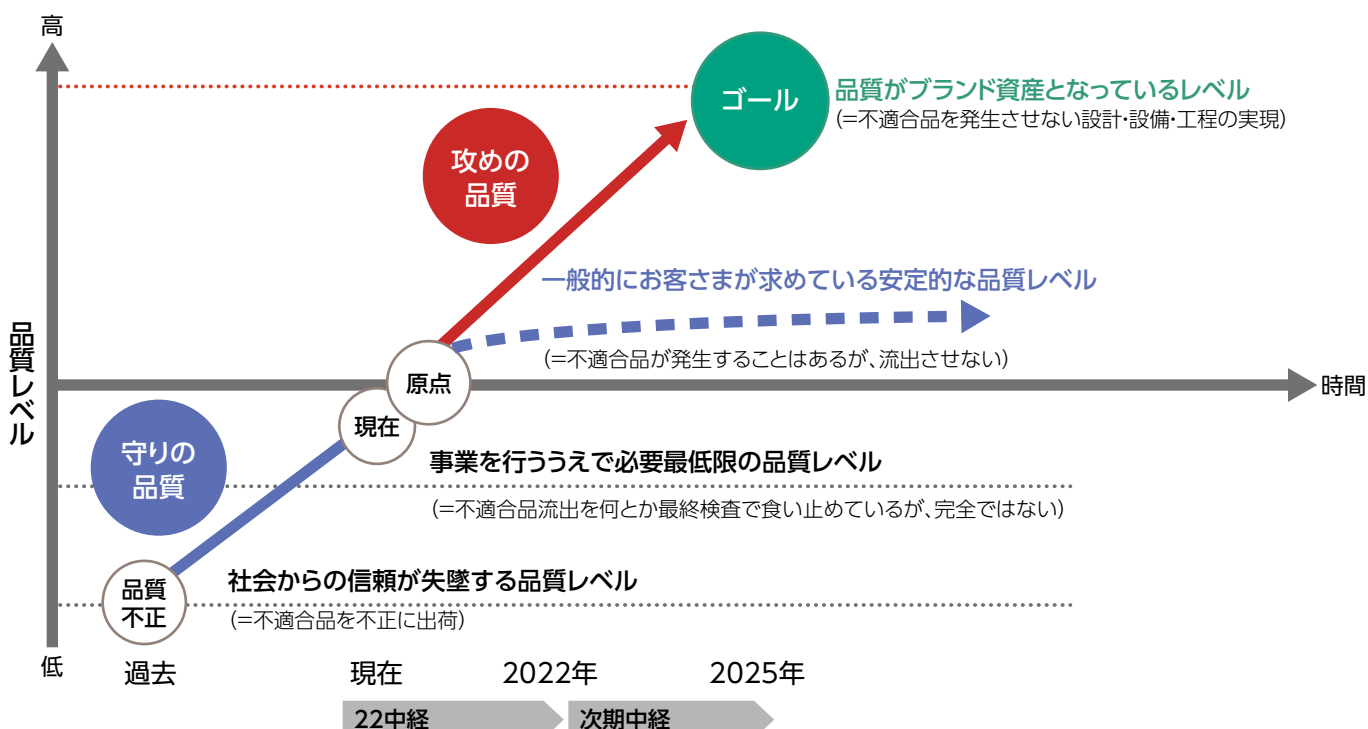 高
ゴール
品質がブランド資産となっているレベル
(=不適合品を発生させない設計・設備・工程の実現)
攻めの
品質
一般的にお客さまが求めている安定的な品質レベル
(=不適合品が発生することはあるが、流出させない)
品質レベル
原点
時間
現在
守りの
品質
事業を行ううえで必要最低限の品質レベル
(=不適合品流出を何とか最終検査で食い止めているが、完全ではない)
品質
不正
社会からの信頼が失墜する品質レベル
(=不適合品を不正に出荷)
低
過去
現在
2022年
2025年
22中経
次期中経